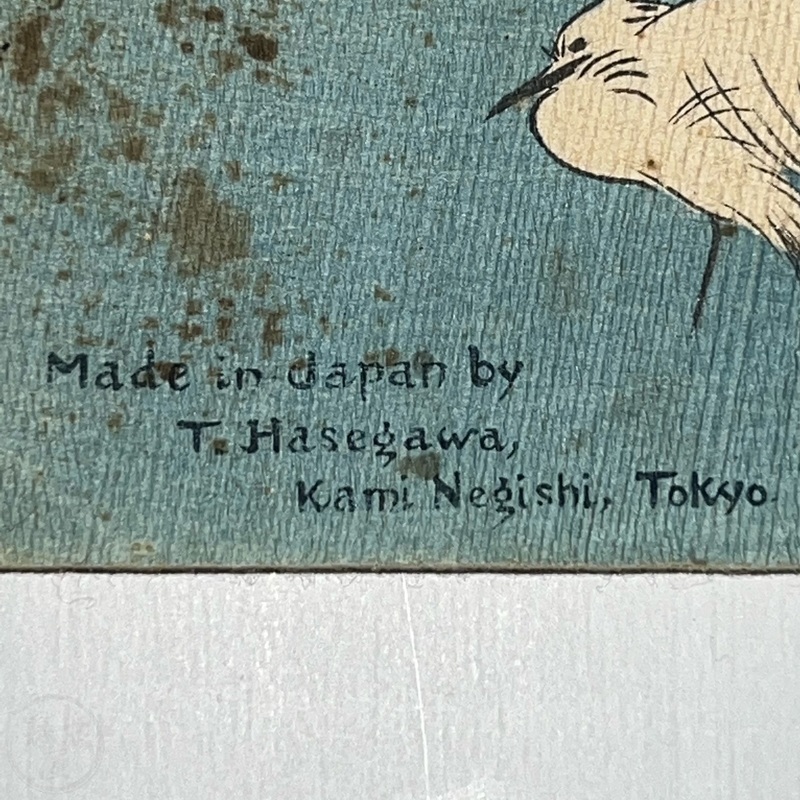 Made in Japan by
T. Hasegawa,
Kami Negishi, Tokyo.